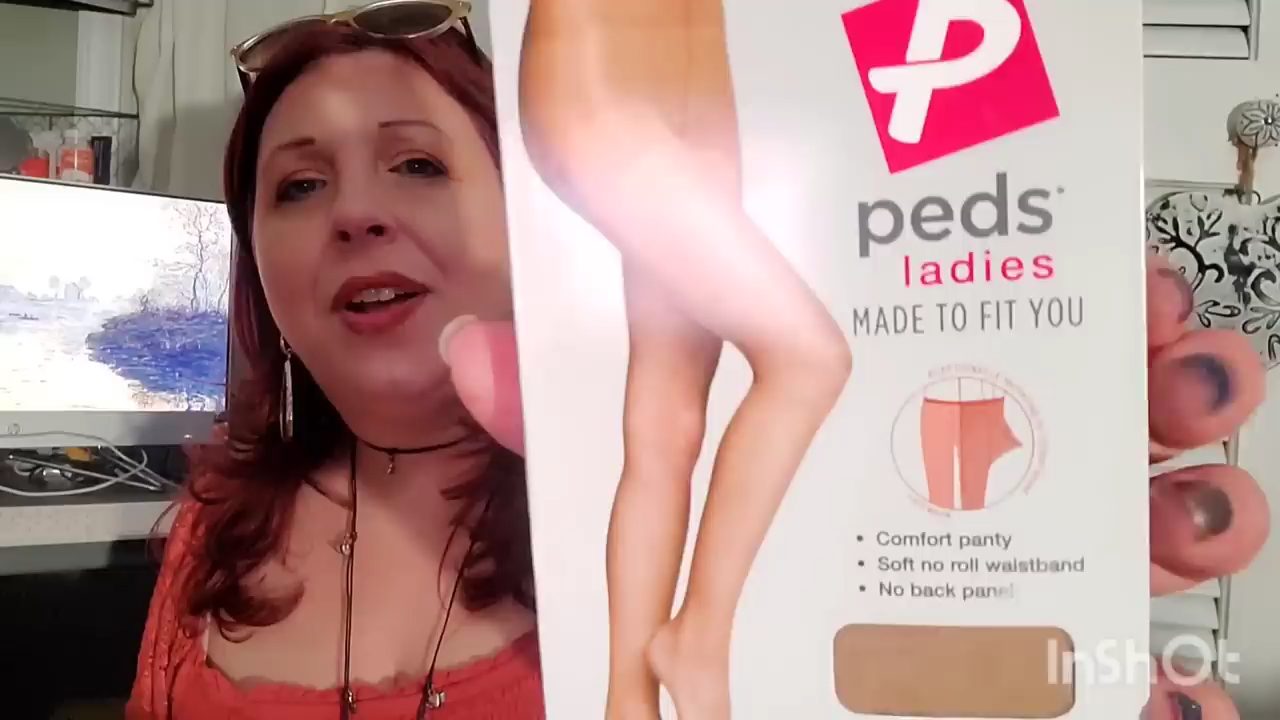 P
peds
ladies
MADE TO FIT YOU
• Comfort panty
• Soft no roll waistband
• No back panel
InShOt